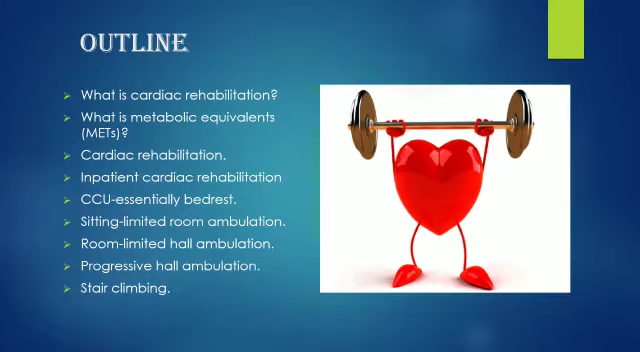 OUTLINE
What is cardiac rehabilitation?
What is metabolic equivalents
(METs)?
Cardiac rehabilitation.
Inpatient cardiac rehabilitation
CCU-essentially bedrest.
Sitting-limited room ambulation.
Room-limited hall ambulation.
Progressive hall ambulation.
Stair climbing.